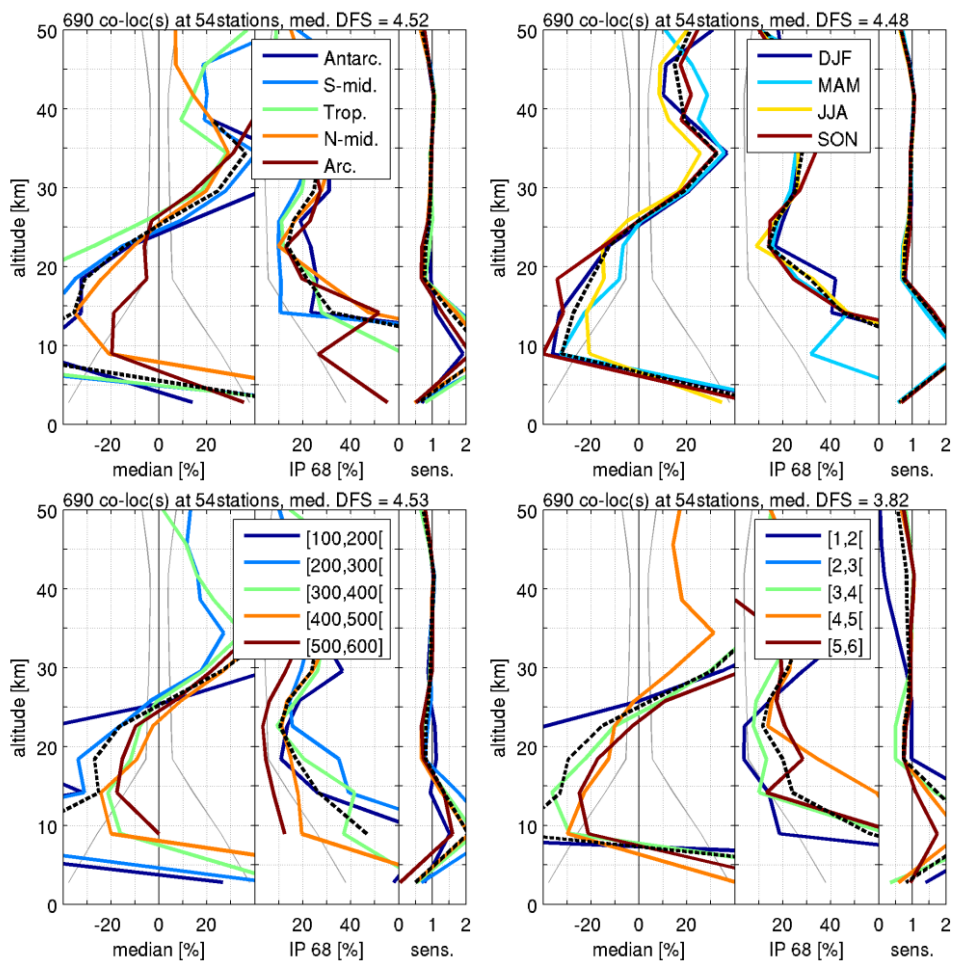 690 co-loc(s) at 54stations, med. DFS = 4.52
50
40
30
20
10
0
altitude [km]
Antarc.
S-mid.
Trop.
N-mid.
Arc.
-20 0 20
20 40
0 1 2
median [%]
IP 68 [%]
sens.
690 co-loc(s) at 54stations, med. DFS = 4.48
50
40
30
20
10
0
altitude [km]
DJF
MAM
JJA
SON
-20 0 20
20 40
0 1 2
median [%]
IP 68 [%]
sens.
690 co-loc(s) at 54stations, med. DFS = 4.53
50
40
30
20
10
0
altitude [km]
[100,200[
[200,300[
[300,400[
[400,500[
[500,600]
-20 0 20
20 40
0 1 2
median [%]
IP 68 [%]
sens.
690 co-loc(s) at 54stations, med. DFS = 3.82
50
40
30
20
10
0
altitude [km]
[1,2[
[2,3[
[3,4[
[4,5[
[5,6]
-20 0 20
20 40
0 1 2
median [%]
IP 68 [%]
sens.